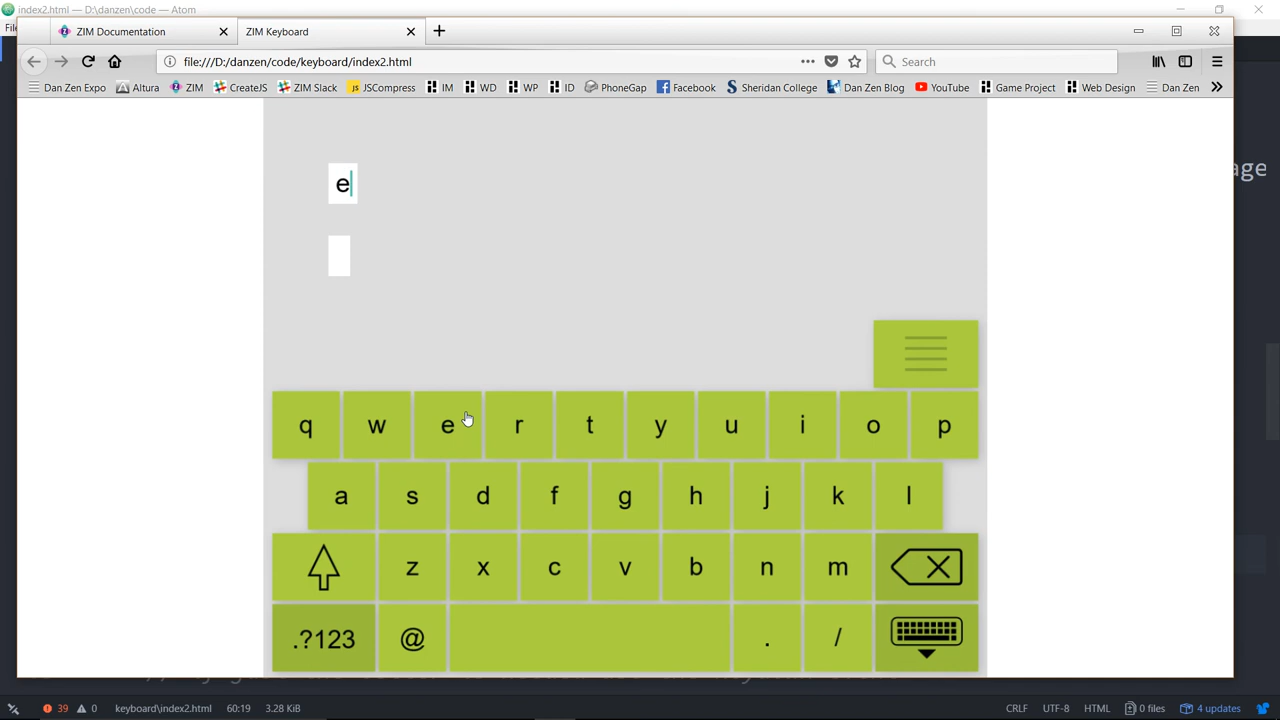 index2.html — D:\danzen\code — Atom
ZIM Documentation
ZIM Keyboard
file:///D:/danzen/code/keyboard/index2.html
Search
Dan Zen Expo Altura ZIM CreateJS ZIM Slack JSCompress IM WD WP ID PhoneGap Facebook Sheridan College Dan Zen Blog YouTube Game Project Web Design Dan Zen
age
e
q w e r t y u i o p
a s d f g h j k l
z x c v b n m
.?123 @ . /
39 0 keyboard\index2.html 60:19 3.28 KiB CRLF UTF-8 HTML 0 files 4 updates